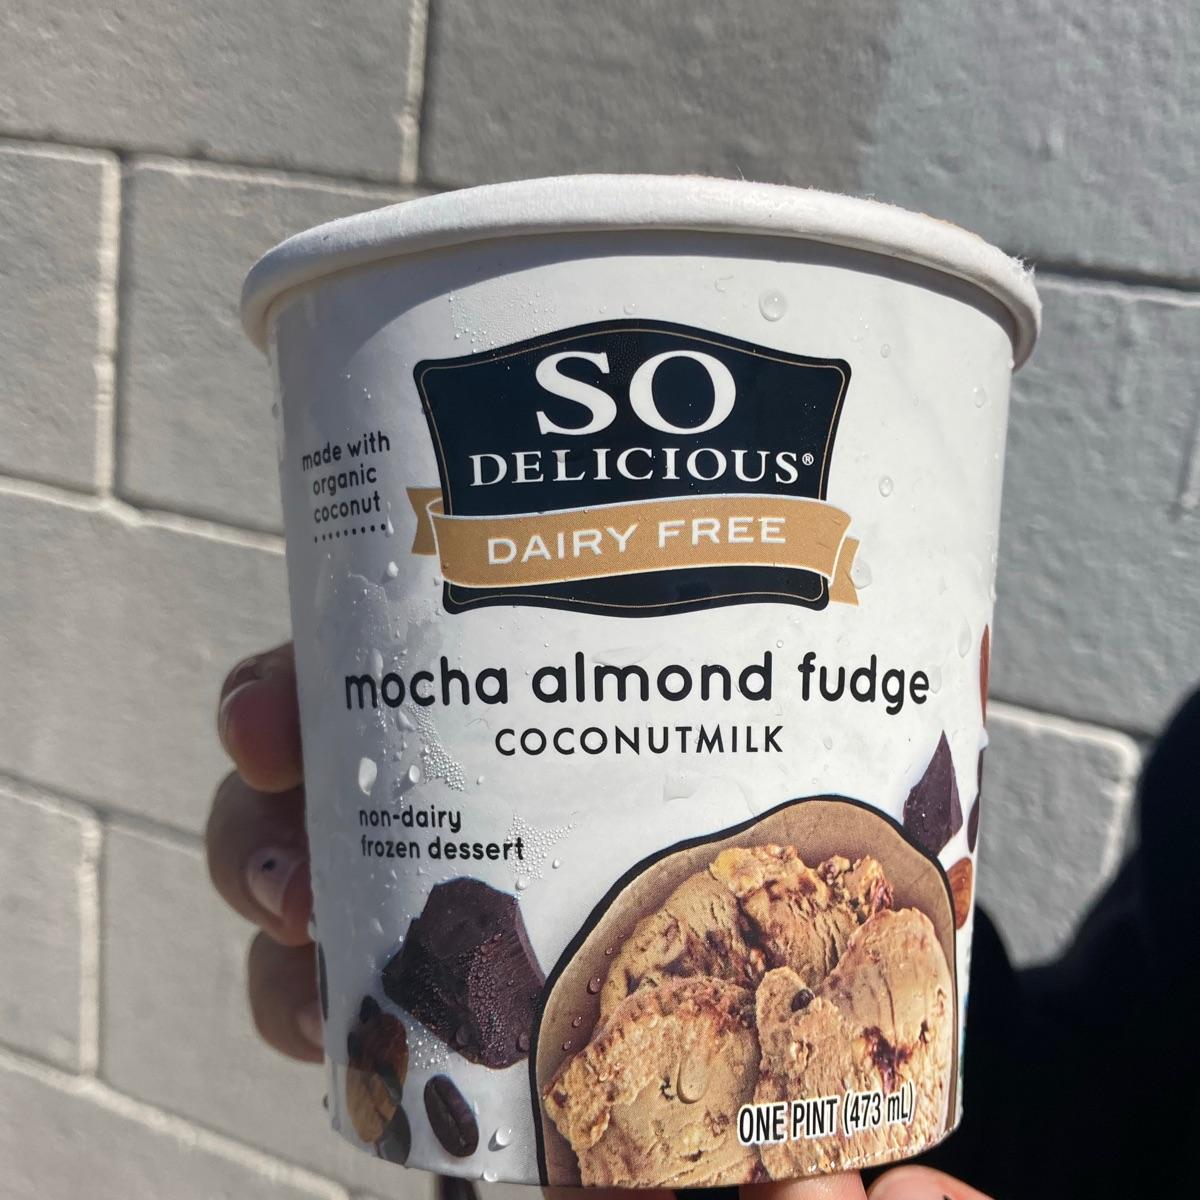 SO
DELICIOUS®
DAIRY FREE
made with
organic
coconut
mocha almond fudge
COCONUTMILK
non-dairy
frozen dessert
ONE PINT (473 mL)